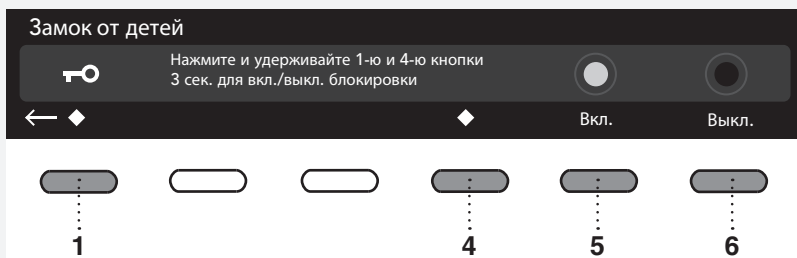 Замок от детей
Нажмите и удерживайте 1-ю и 4-ю кнопки
3 сек. для вкл./выкл. блокировки
Вкл.
Выкл.
1
4
5
6